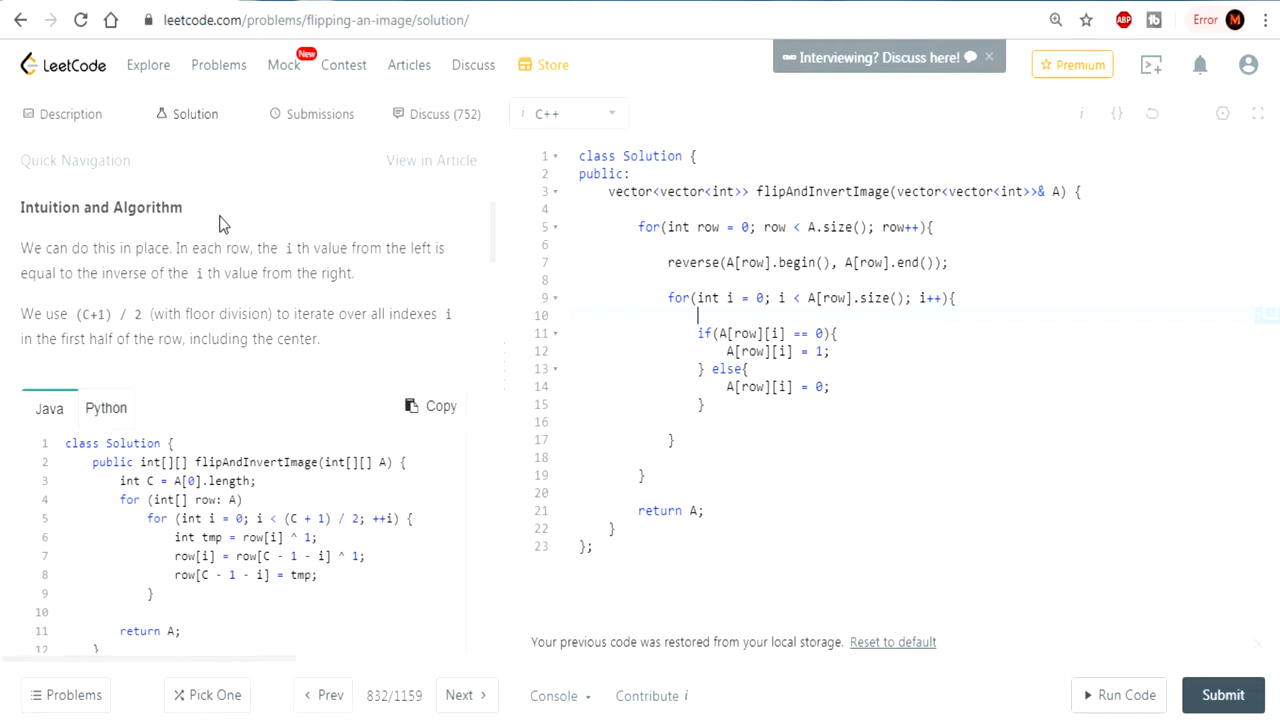 leetcode.com/problems/flipping-an-image/solution/
ABP
Error M
LeetCode
Explore
Problems
Mock
New
Contest
Articles
Discuss
Store
Interviewing? Discuss here!
Premium
Description
Solution
Submissions
Discuss (752)
i C++
i {}
Quick Navigation
View in Article
Intuition and Algorithm
We can do this in place. In each row, the i th value from the left is
equal to the inverse of the i th value from the right.
We use (C+1) / 2 (with floor division) to iterate over all indexes i
in the first half of the row, including the center.
Java
Python
Copy
1 class Solution {
2 public int[][] flipAndInvertImage(int[][] A) {
3 int C = A[0].length;
4 for (int[] row: A)
5 for (int i = 0; i < (C + 1) / 2; ++i) {
6 int tmp = row[i] ^ 1;
7 row[i] = row[C - 1 - i] ^ 1;
8 row[C - 1 - i] = tmp;
9 }
10
11 return A;
12 }
1 class Solution {
2 public:
3 vector<vector<int>> flipAndInvertImage(vector<vector<int>>& A) {
4
5 for(int row = 0; row < A.size(); row++){
6
7 reverse(A[row].begin(), A[row].end());
8
9 for(int i = 0; i < A[row].size(); i++){
10
11 if(A[row][i] == 0){
12 A[row][i] = 1;
13 } else{
14 A[row][i] = 0;
15 }
16
17 }
18
19 }
20
21 return A;
22 }
23 };
Your previous code was restored from your local storage. Reset to default
Problems
Pick One
Prev
832/1159
Next
Console
Contribute i
Run Code
Submit